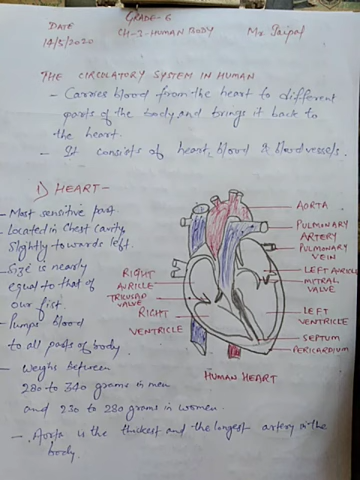 GRADE-6
DATE CH-2-HUMAN BODY Mr. Jaipal
14/5/2020
THE CIRCULATORY SYSTEM IN HUMAN
- Carries blood from the heart to different
parts of the body and brings it back to
the heart.
- It consists of heart, blood & blood vessels.
1) HEART-
- Most sensitive part.
- Located in Chest cavity,
slightly towards left.
- Size is nearly
equal to that of
our fist.
- Pumps blood
to all parts of body.
- Weighs between
280 to 340 grams in men
and 230 to 280 grams in women.
- Aorta is the thickest and the longest artery in the
body.
AORTA
PULMONARY
ARTERY
PULMONARY
VEIN
LEFT AURICLE
MITRAL
VALVE
LEFT
VENTRICLE
SEPTUM
PERICARDIUM
RIGHT
AURICLE
TRICUSPID
VALVE
RIGHT
VENTRICLE
HUMAN HEART